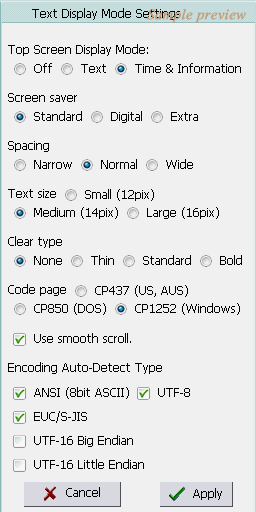 Text Display Mode Settings
Sample preview
Top Screen Display Mode:
Off Text Time & Information
Screen saver
Standard Digital Extra
Spacing
Narrow Normal Wide
Text size Small (12pix)
Medium (14pix) Large (16pix)
Clear type
None Thin Standard Bold
Code page CP437 (US, AUS)
CP850 (DOS) CP1252 (Windows)
Use smooth scroll.
Encoding Auto-Detect Type
ANSI (8bit ASCII) UTF-8
EUC/S-JIS
UTF-16 Big Endian
UTF-16 Little Endian
Cancel Apply